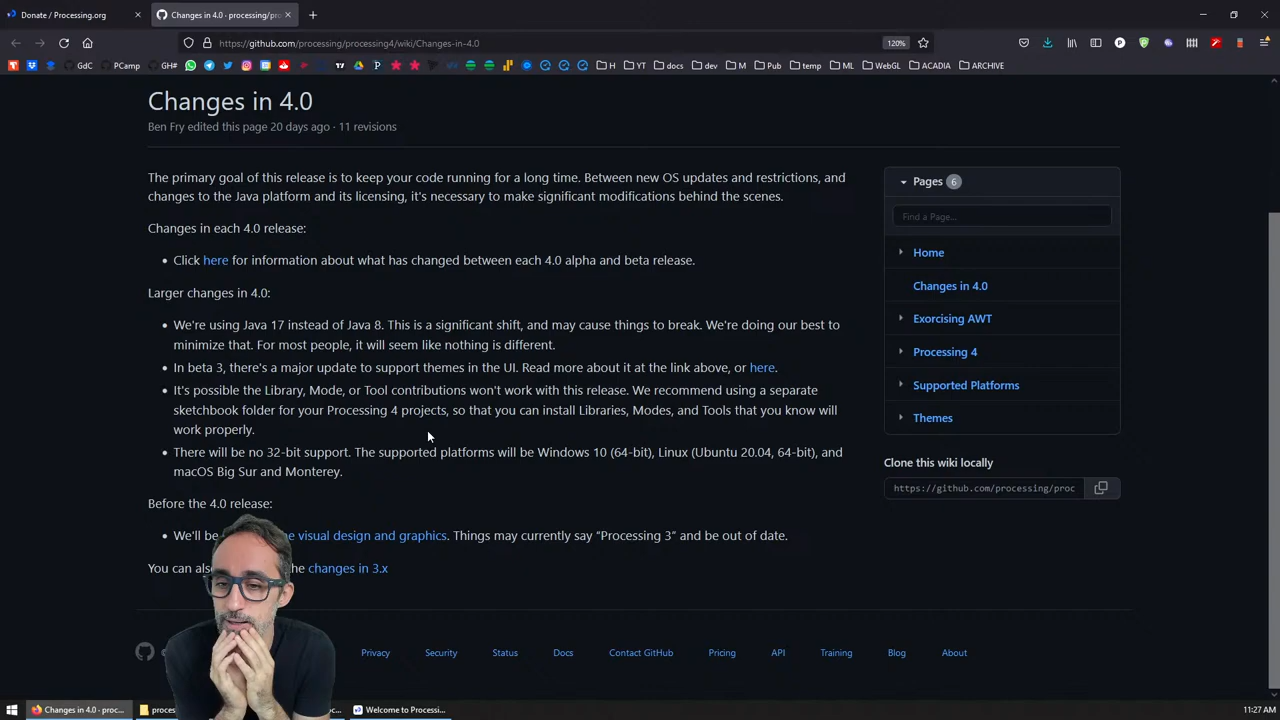 Donate / Processing.org
Changes in 4.0 · processing/pro
https://github.com/processing/processing4/wiki/Changes-in-4.0
120%
GdC
PCamp
GH#
H
YT
docs
dev
M
Pub
temp
ML
WebGL
ACADIA
ARCHIVE
Changes in 4.0
Ben Fry edited this page 20 days ago · 11 revisions
The primary goal of this release is to keep your code running for a long time. Between new OS updates and restrictions, and
changes to the Java platform and its licensing, it's necessary to make significant modifications behind the scenes.
Changes in each 4.0 release:
Click here for information about what has changed between each 4.0 alpha and beta release.
Larger changes in 4.0:
We're using Java 17 instead of Java 8. This is a significant shift, and may cause things to break. We're doing our best to
minimize that. For most people, it will seem like nothing is different.
In beta 3, there's a major update to support themes in the UI. Read more about it at the link above, or here.
It's possible the Library, Mode, or Tool contributions won't work with this release. We recommend using a separate
sketchbook folder for your Processing 4 projects, so that you can install Libraries, Modes, and Tools that you know will
work properly.
There will be no 32-bit support. The supported platforms will be Windows 10 (64-bit), Linux (Ubuntu 20.04, 64-bit), and
macOS Big Sur and Monterey.
Before the 4.0 release:
We'll be visual design and graphics. Things may currently say “Processing 3” and be out of date.
You can changes in 3.x
Pages 6
Find a Page...
Home
Changes in 4.0
Exorcising AWT
Processing 4
Supported Platforms
Themes
Clone this wiki locally
https://github.com/processing/proc
Privacy
Security
Status
Docs
Contact GitHub
Pricing
API
Training
Blog
About
Changes in 4.0 · proc...
proces
Welcome to Processi...
11:27 AM